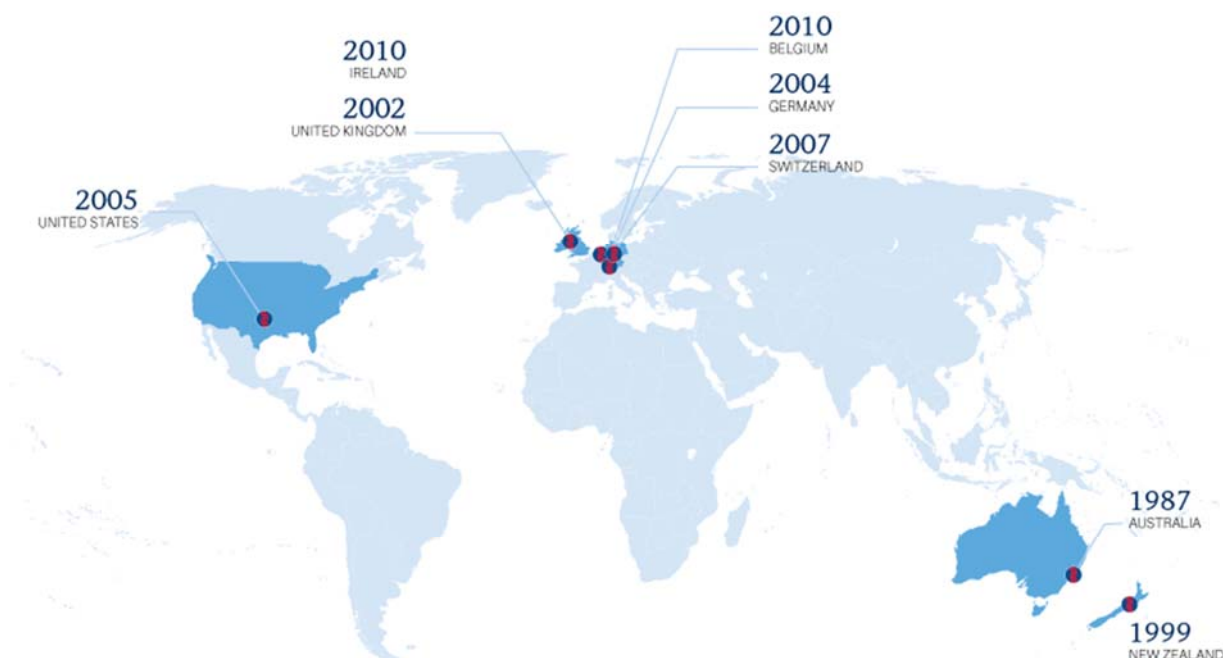 2010
IRELAND
2002
UNITED KINGDOM
2005
UNITED STATES
2010
BELGIUM
2004
GERMANY
2007
SWITZERLAND
1987
AUSTRALIA
1999
NEW ZEALAND